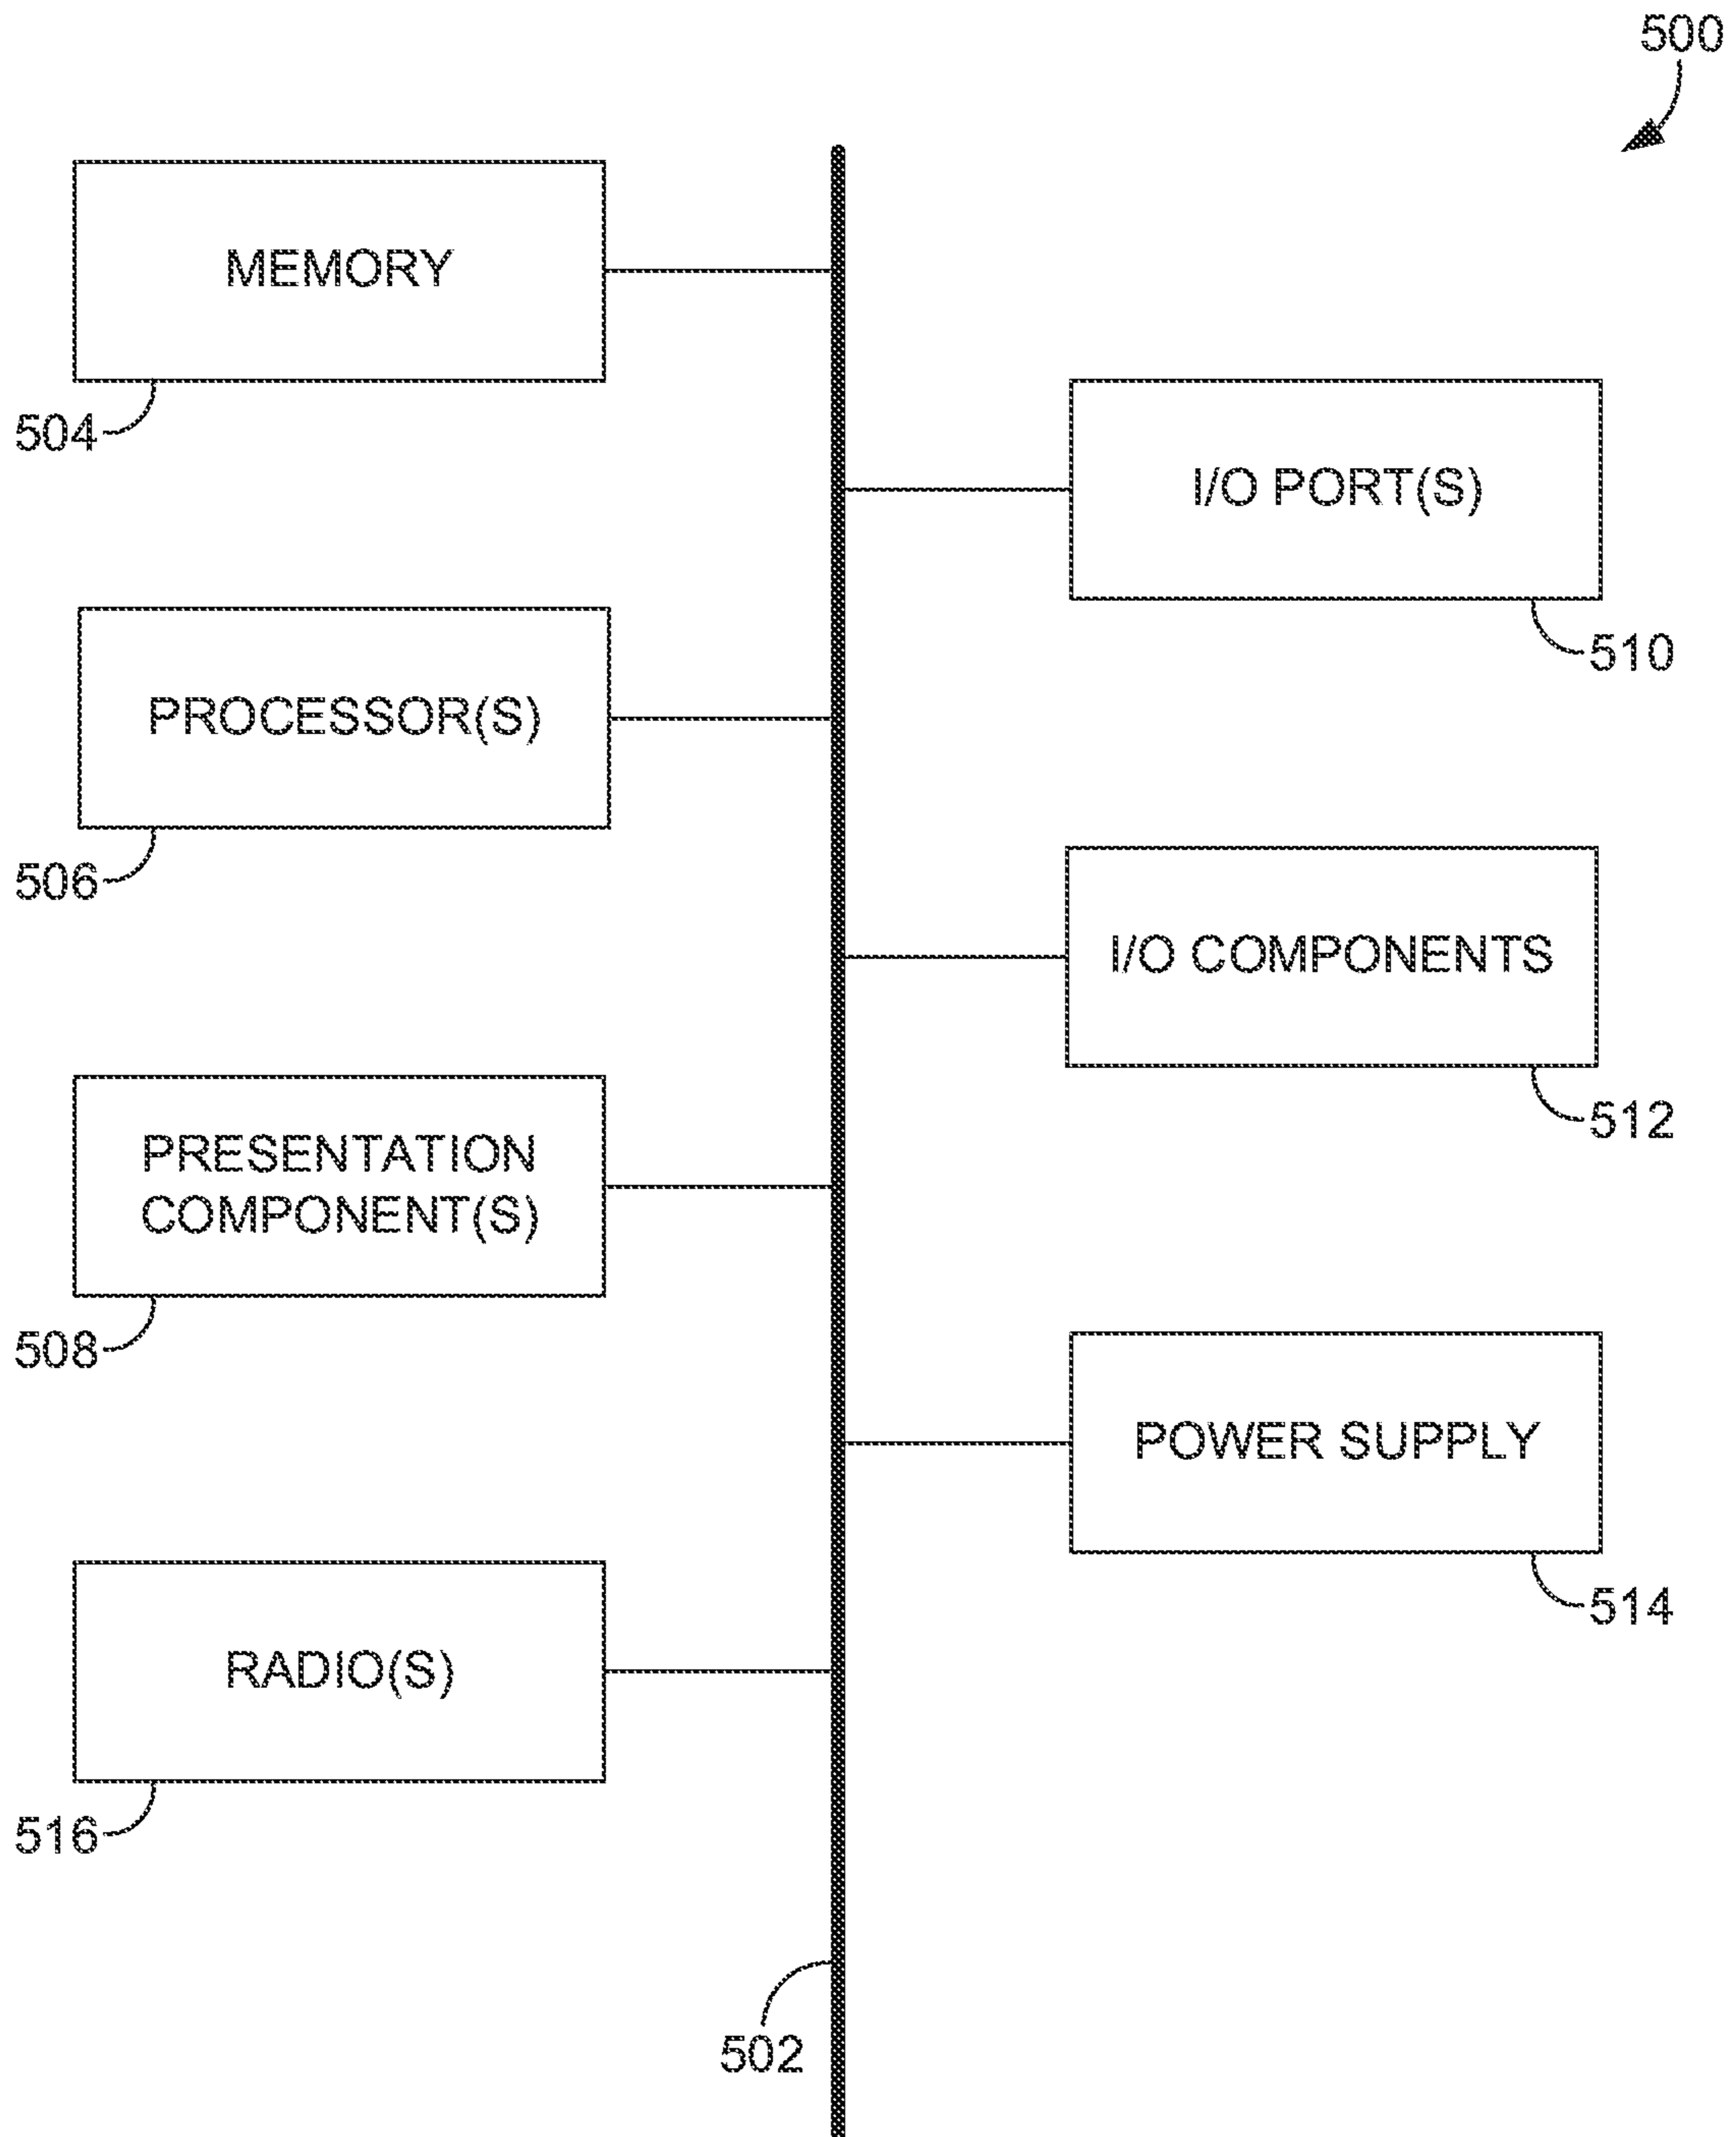 500
MEMORY
504
I/O PORT(S)
510
PROCESSOR(S)
506
I/O COMPONENTS
512
PRESENTATION
COMPONENT(S)
508
POWER SUPPLY
514
RADIO(S)
516
502